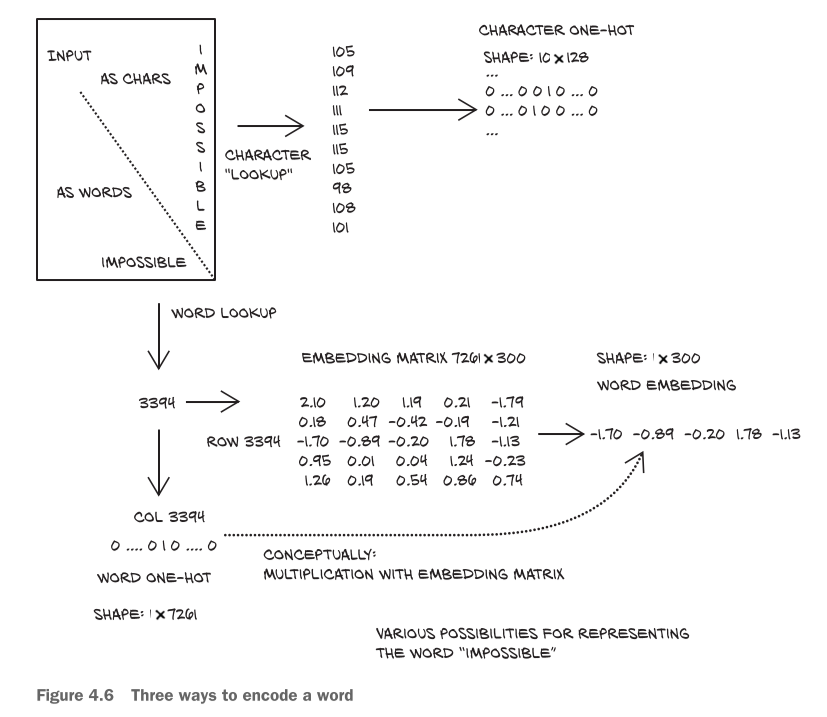 INPUT
AS CHARS
AS WORDS
IMPOSSIBLE
I
M
P
O
S
S
I
B
L
E
CHARACTER
"LOOKUP"
105
109
112
111
115
115
105
98
108
101
CHARACTER ONE-HOT
SHAPE: 10 x 128
...
0 ... 0 0 1 0 ... 0
0 ... 0 1 0 0 ... 0
...
WORD LOOKUP
3394
EMBEDDING MATRIX 7261 x 300
2.10 1.20 1.19 0.21 -1.79
0.18 0.47 -0.42 -0.19 -1.21
ROW 3394 -1.70 -0.89 -0.20 1.78 -1.13
0.95 0.01 0.04 1.24 -0.23
1.26 0.19 0.54 0.86 0.74
SHAPE: 1 x 300
WORD EMBEDDING
-1.70 -0.89 -0.20 1.78 -1.13
COL 3394
0 .... 0 1 0 .... 0
WORD ONE-HOT
SHAPE: 1 x 7261
CONCEPTUALLY:
MULTIPLICATION WITH EMBEDDING MATRIX
VARIOUS POSSIBILITIES FOR REPRESENTING
THE WORD "IMPOSSIBLE"
Figure 4.6 Three ways to encode a word